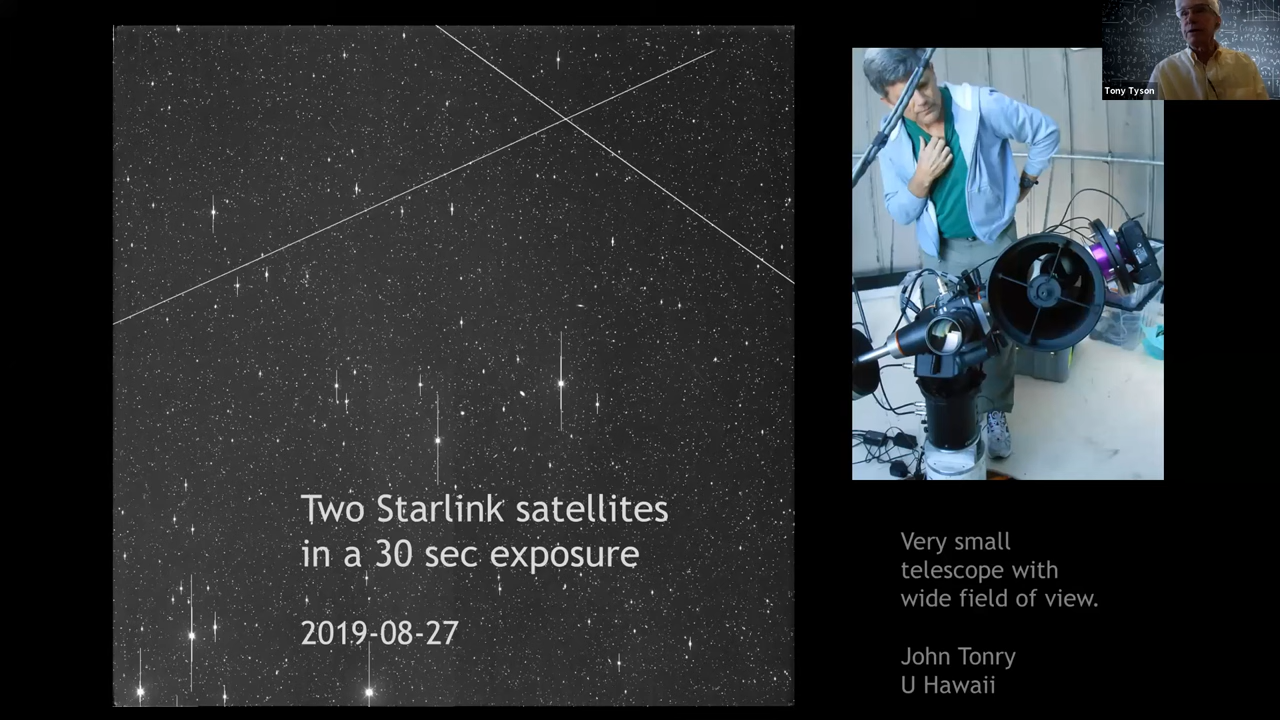 Tony Tyson
Two Starlink satellites
in a 30 sec exposure
2019-08-27
Very small
telescope with
wide field of view.
John Tonry
U Hawaii